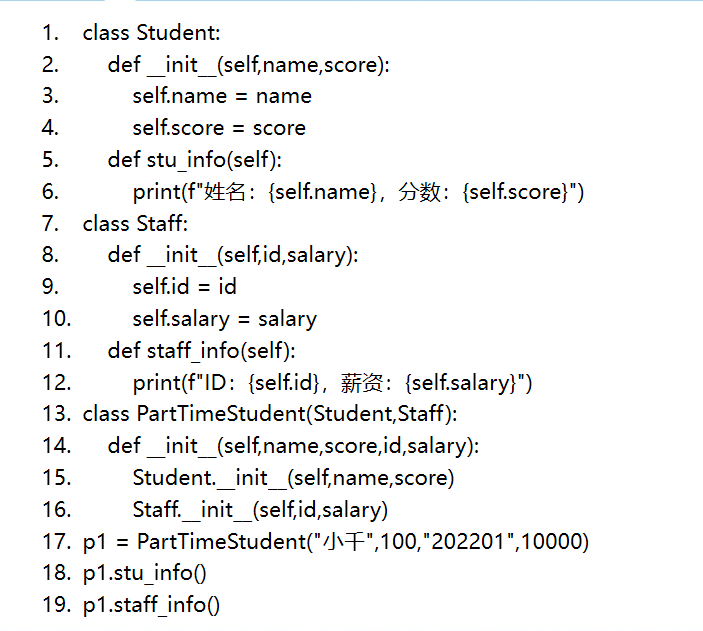 1. class Student:
2. def __init__(self,name,score):
3. self.name = name
4. self.score = score
5. def stu_info(self):
6. print(f"姓名：{self.name}，分数：{self.score}")
7. class Staff:
8. def __init__(self,id,salary):
9. self.id = id
10. self.salary = salary
11. def staff_info(self):
12. print(f"ID：{self.id}，薪资：{self.salary}")
13. class PartTimeStudent(Student,Staff):
14. def __init__(self,name,score,id,salary):
15. Student.__init__(self,name,score)
16. Staff.__init__(self,id,salary)
17. p1 = PartTimeStudent("小千",100,"202201",10000)
18. p1.stu_info()
19. p1.staff_info()